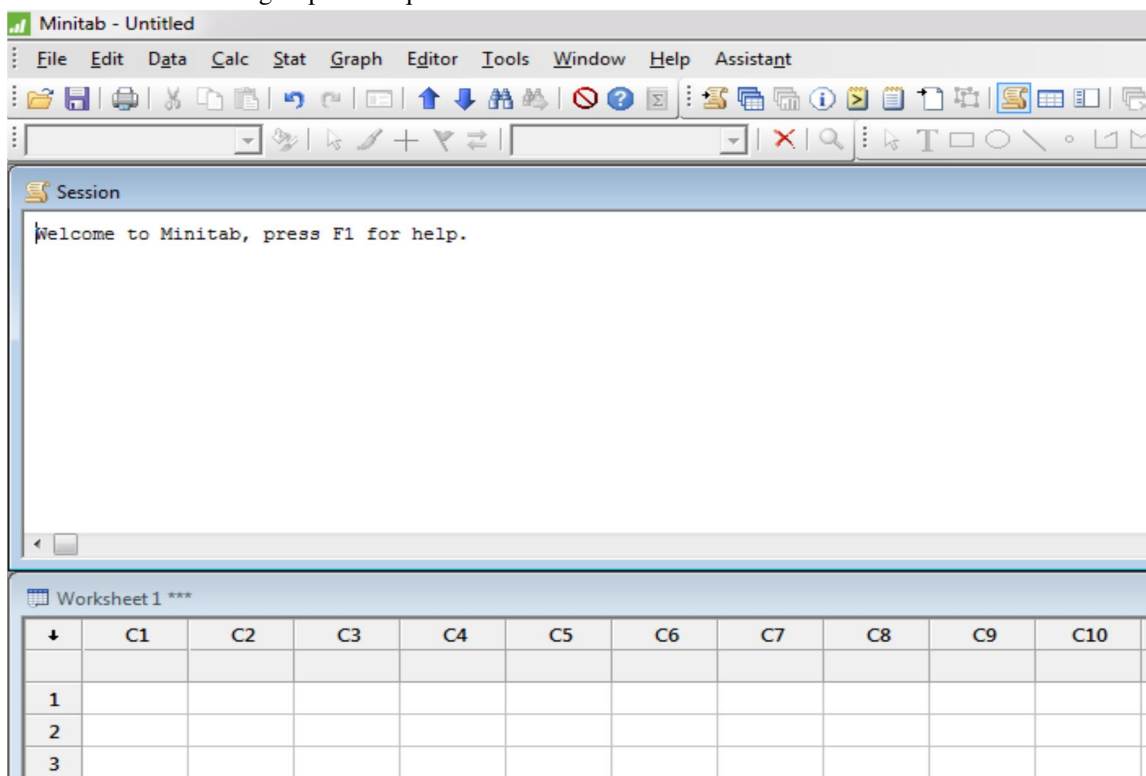 Minitab - Untitled
File Edit Data Calc Stat Graph Editor Tools Window Help Assistant
Session
Welcome to Minitab, press F1 for help.
Worksheet 1 ***
C1 C2 C3 C4 C5 C6 C7 C8 C9 C10
1
2
3